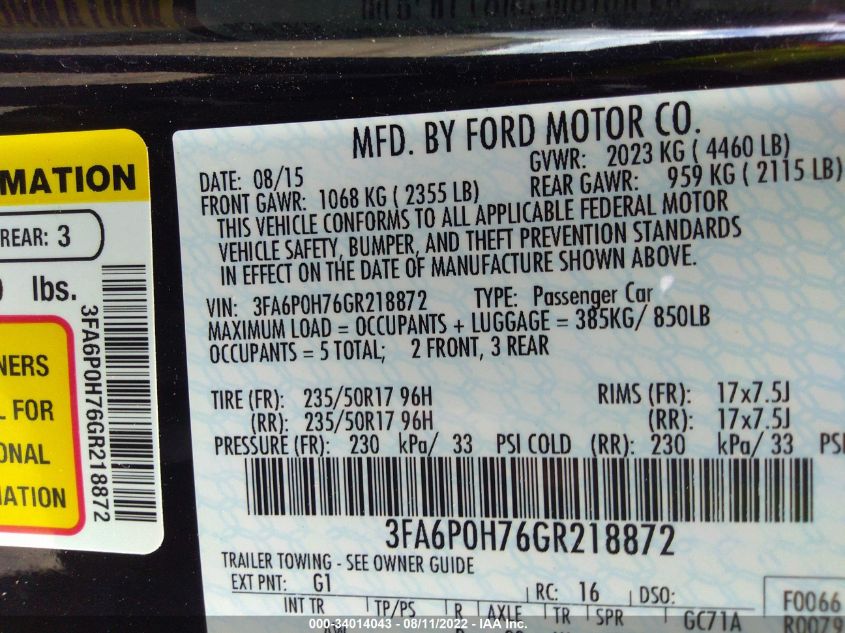 MFD. BY FORD MOTOR CO.
DATE: 08/15
GVWR: 2023 KG ( 4460 LB)
FRONT GAWR: 1068 KG ( 2355 LB)
REAR GAWR: 959 KG ( 2115 LB)
THIS VEHICLE CONFORMS TO ALL APPLICABLE FEDERAL MOTOR
VEHICLE SAFETY, BUMPER, AND THEFT PREVENTION STANDARDS
IN EFFECT ON THE DATE OF MANUFACTURE SHOWN ABOVE.
VIN: 3FA6P0H76GR218872 TYPE: Passenger Car
MAXIMUM LOAD = OCCUPANTS + LUGGAGE = 385KG/ 850LB
OCCUPANTS = 5 TOTAL; 2 FRONT, 3 REAR
TIRE (FR): 235/50R17 96H RIMS (FR): 17x7.5J
(RR): 235/50R17 96H (RR): 17x7.5J
PRESSURE (FR): 230 kPa/ 33 PSI COLD (RR): 230 kPa/ 33 PSI
3FA6P0H76GR218872
TRAILER TOWING - SEE OWNER GUIDE
EXT PNT: G1 RC: 16 DSO: F0066
INT TR TP/PS R AXLE TR SPR GC71A R0079
MATION
REAR: 3
lbs.
3FA6P0H76GR218872
NERS
L FOR
ONAL
MATION
000-34014043 - 08/11/2022 - IAA Inc.